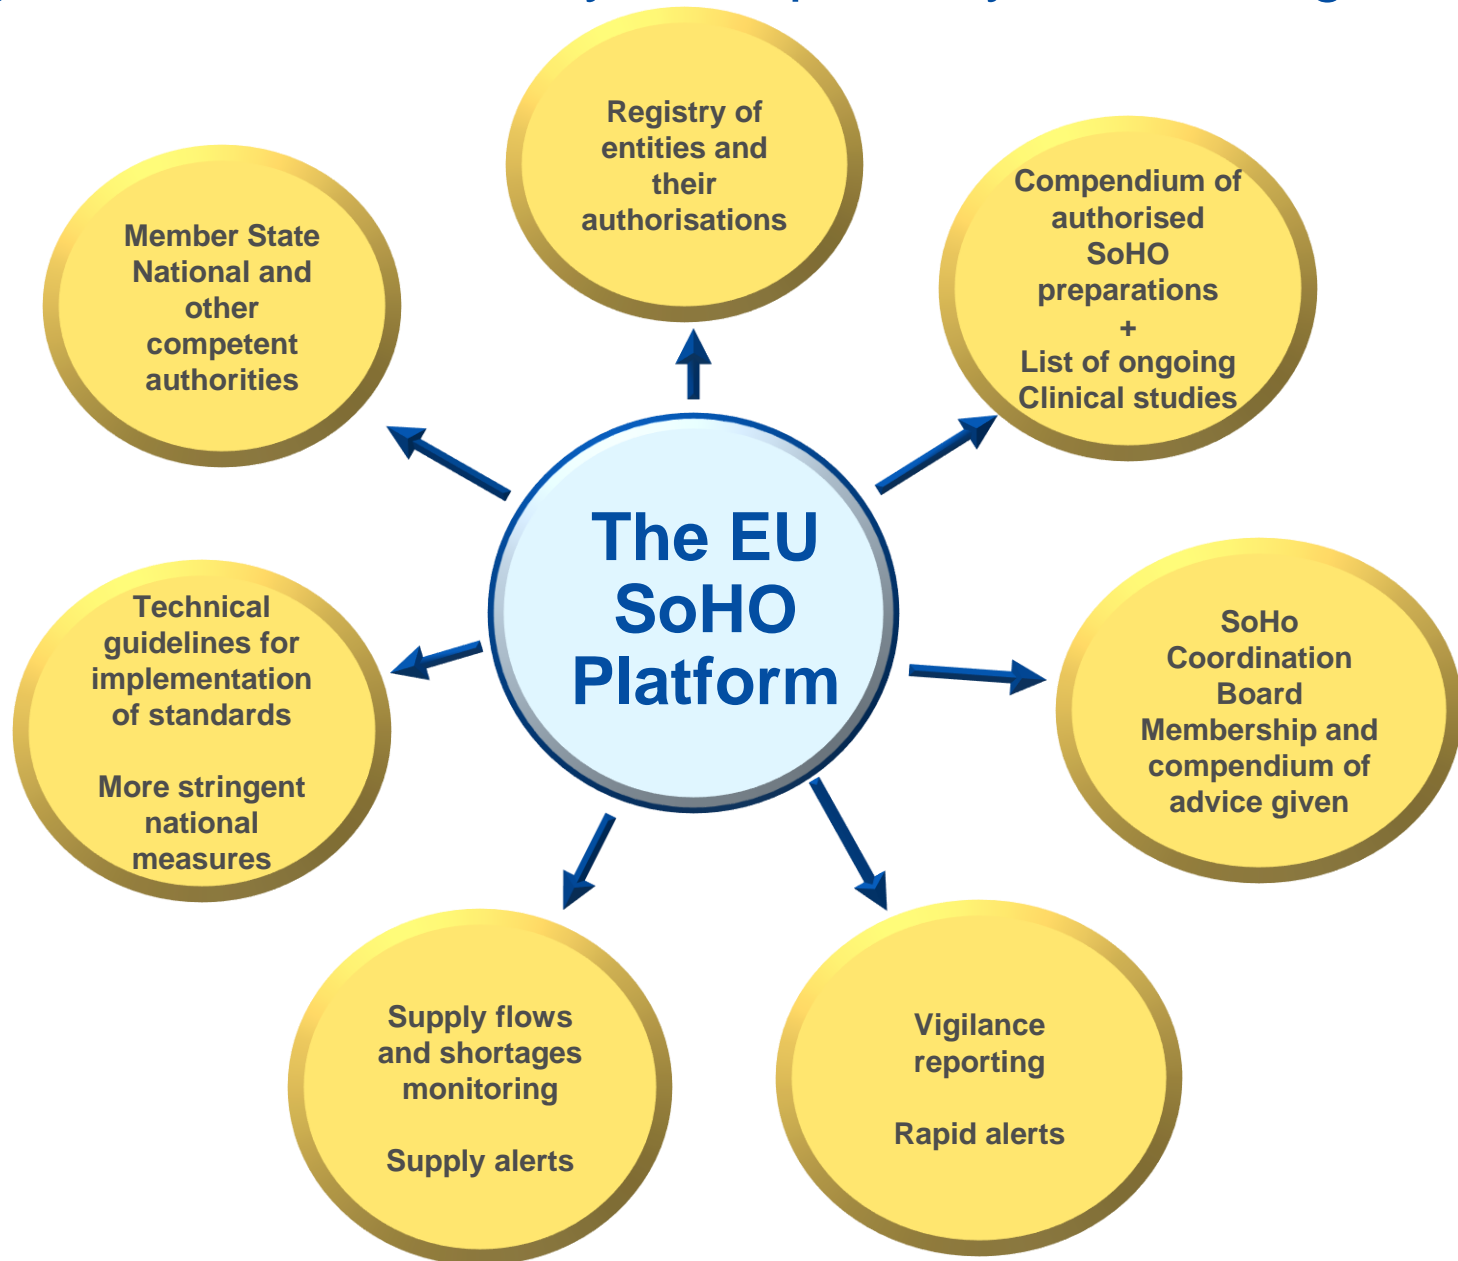 Registry of
entities and
their
authorisations
Compendium of
authorised
SoHO
preparations
+
List of ongoing
Clinical studies
Member State
National and
other
competent
authorities
The EU
SoHO
Platform
Technical
guidelines for
implementation
of standards
More stringent
national
measures
SoHo
Coordination
Board
Membership and
compendium of
advice given
Supply flows
and shortages
monitoring
Supply alerts
Vigilance
reporting
Rapid alerts